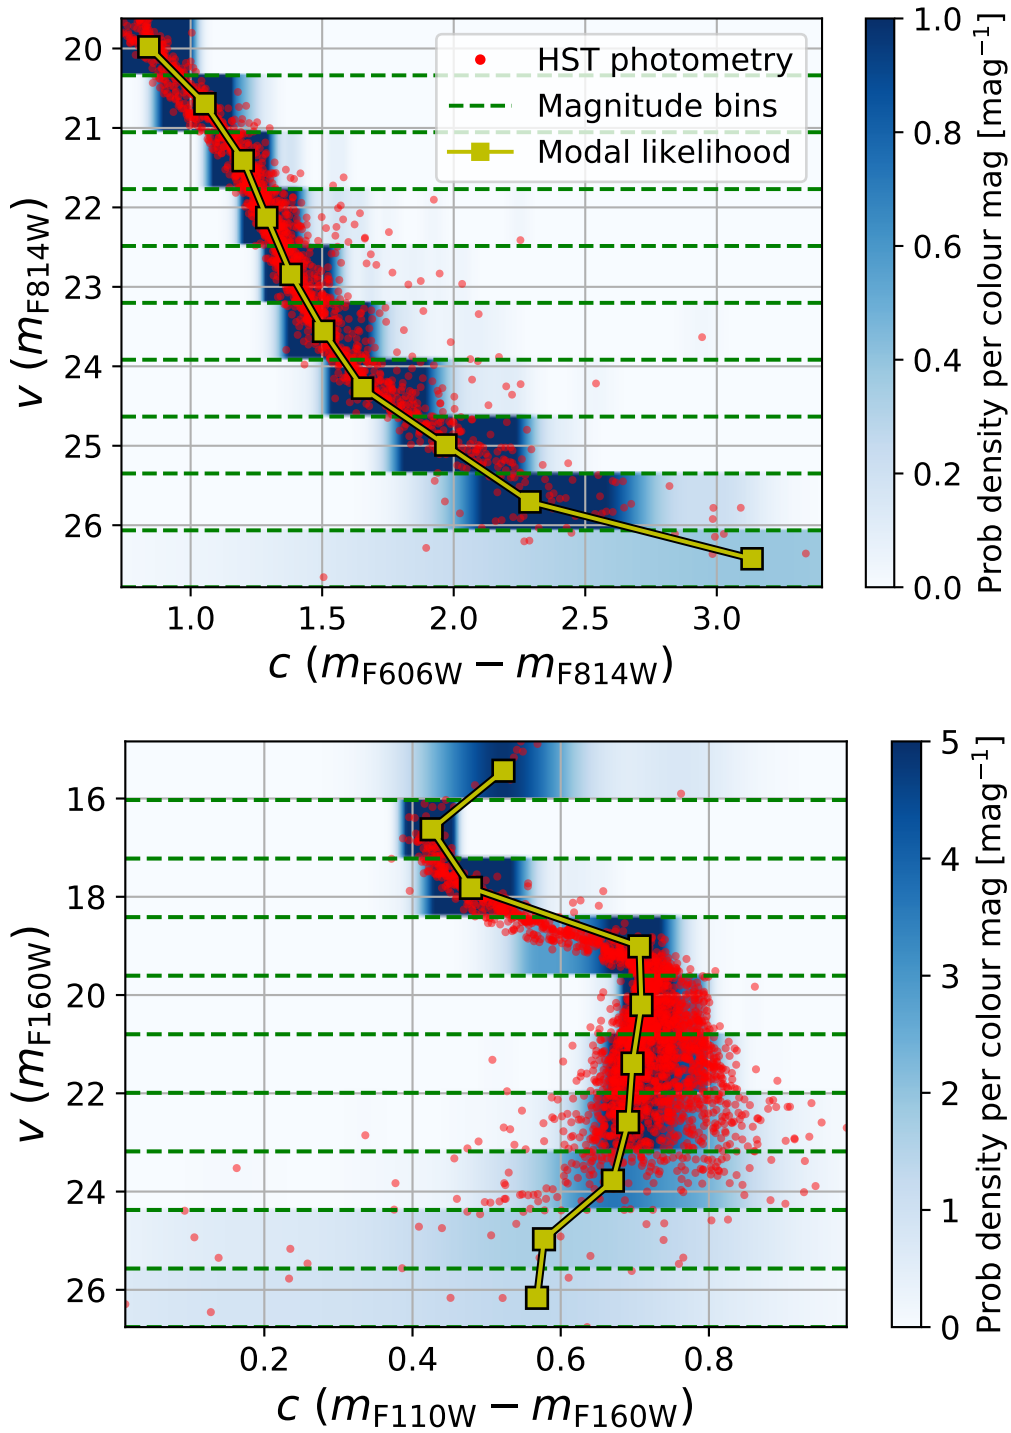 HST photometry
Magnitude bins
Modal likelihood
20
21
22
23
24
25
26
v (mF814W)
1.0 1.5 2.0 2.5 3.0
c (mF606W − mF814W)
1.0
0.8
0.6
0.4
0.2
0.0
Prob density per colour mag [mag−1]
16
18
20
22
24
26
v (mF160W)
0.2 0.4 0.6 0.8
c (mF110W − mF160W)
5
4
3
2
1
0
Prob density per colour mag [mag−1]